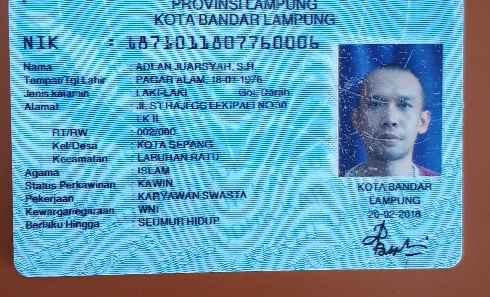 PROVINSI LAMPUNG
KOTA BANDAR LAMPUNG
NIK : 1871011807760006
Nama : ADLAN JUARSYAH, S.H.
Tempat/Tgl Lahir : PAGAR ALAM, 18-07-1976
Jenis kelamin : LAKI-LAKI Gol. Darah
Alamat : JL ST HAJI GG LEKIPALI NO30
LK II
RT/RW : 002/000
Kel/Desa : KOTA SEPANG
Kecamatan : LABUHAN RATU
Agama : ISLAM
Status Perkawinan : KAWIN
Pekerjaan : KARYAWAN SWASTA
Kewarganegaraan : WNI
Berlaku Hingga : SEUMUR HIDUP
KOTA BANDAR
LAMPUNG
20-02-2018